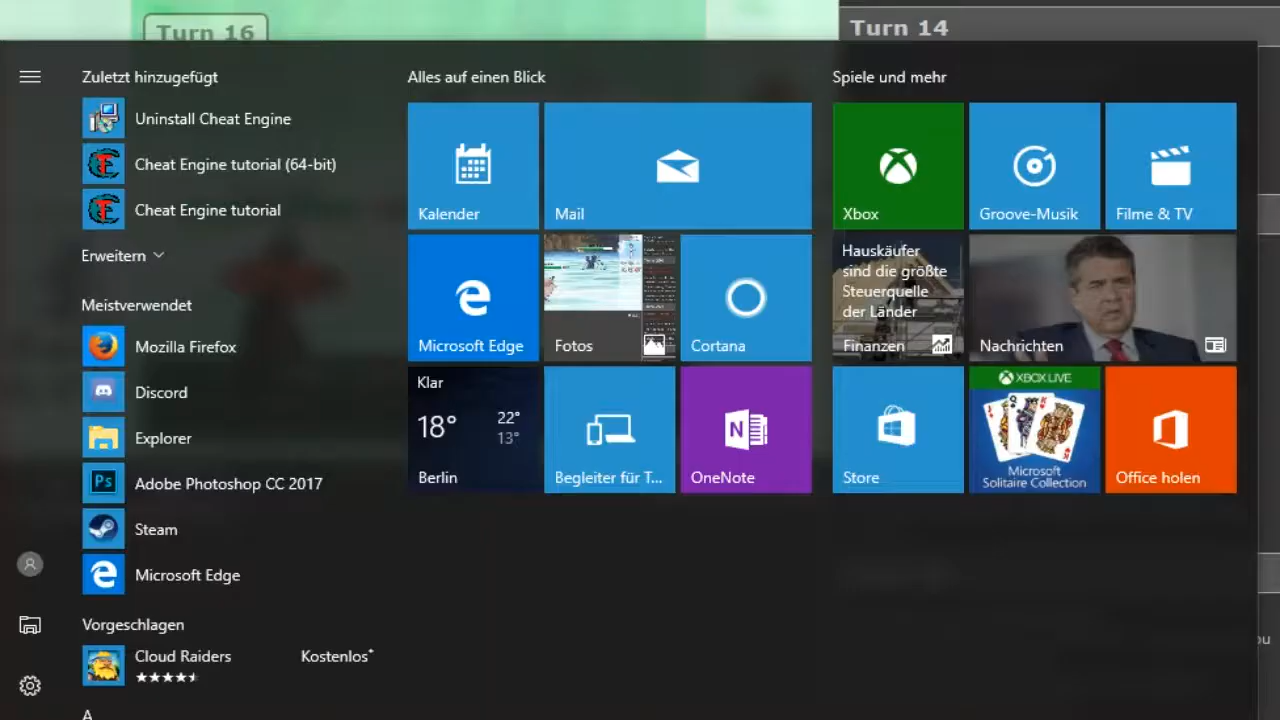 Turn 16
Turn 14
Zuletzt hinzugefügt
Uninstall Cheat Engine
Cheat Engine tutorial (64-bit)
Cheat Engine tutorial
Erweitern
Meistverwendet
Mozilla Firefox
Discord
Explorer
Ps
Adobe Photoshop CC 2017
Steam
Microsoft Edge
Vorgeschlagen
Cloud Raiders
Kostenlos*
A
Alles auf einen Blick
Kalender
Mail
Microsoft Edge
Fotos
Cortana
Klar
18°
22°
13°
Berlin
Begleiter für T...
N
OneNote
Spiele und mehr
Xbox
Groove-Musik
Filme & TV
Hauskäufer
sind die größte
Steuerquelle
der Länder
Finanzen
Nachrichten
Store
XBOX LIVE
Microsoft
Solitaire Collection
Office holen
ou